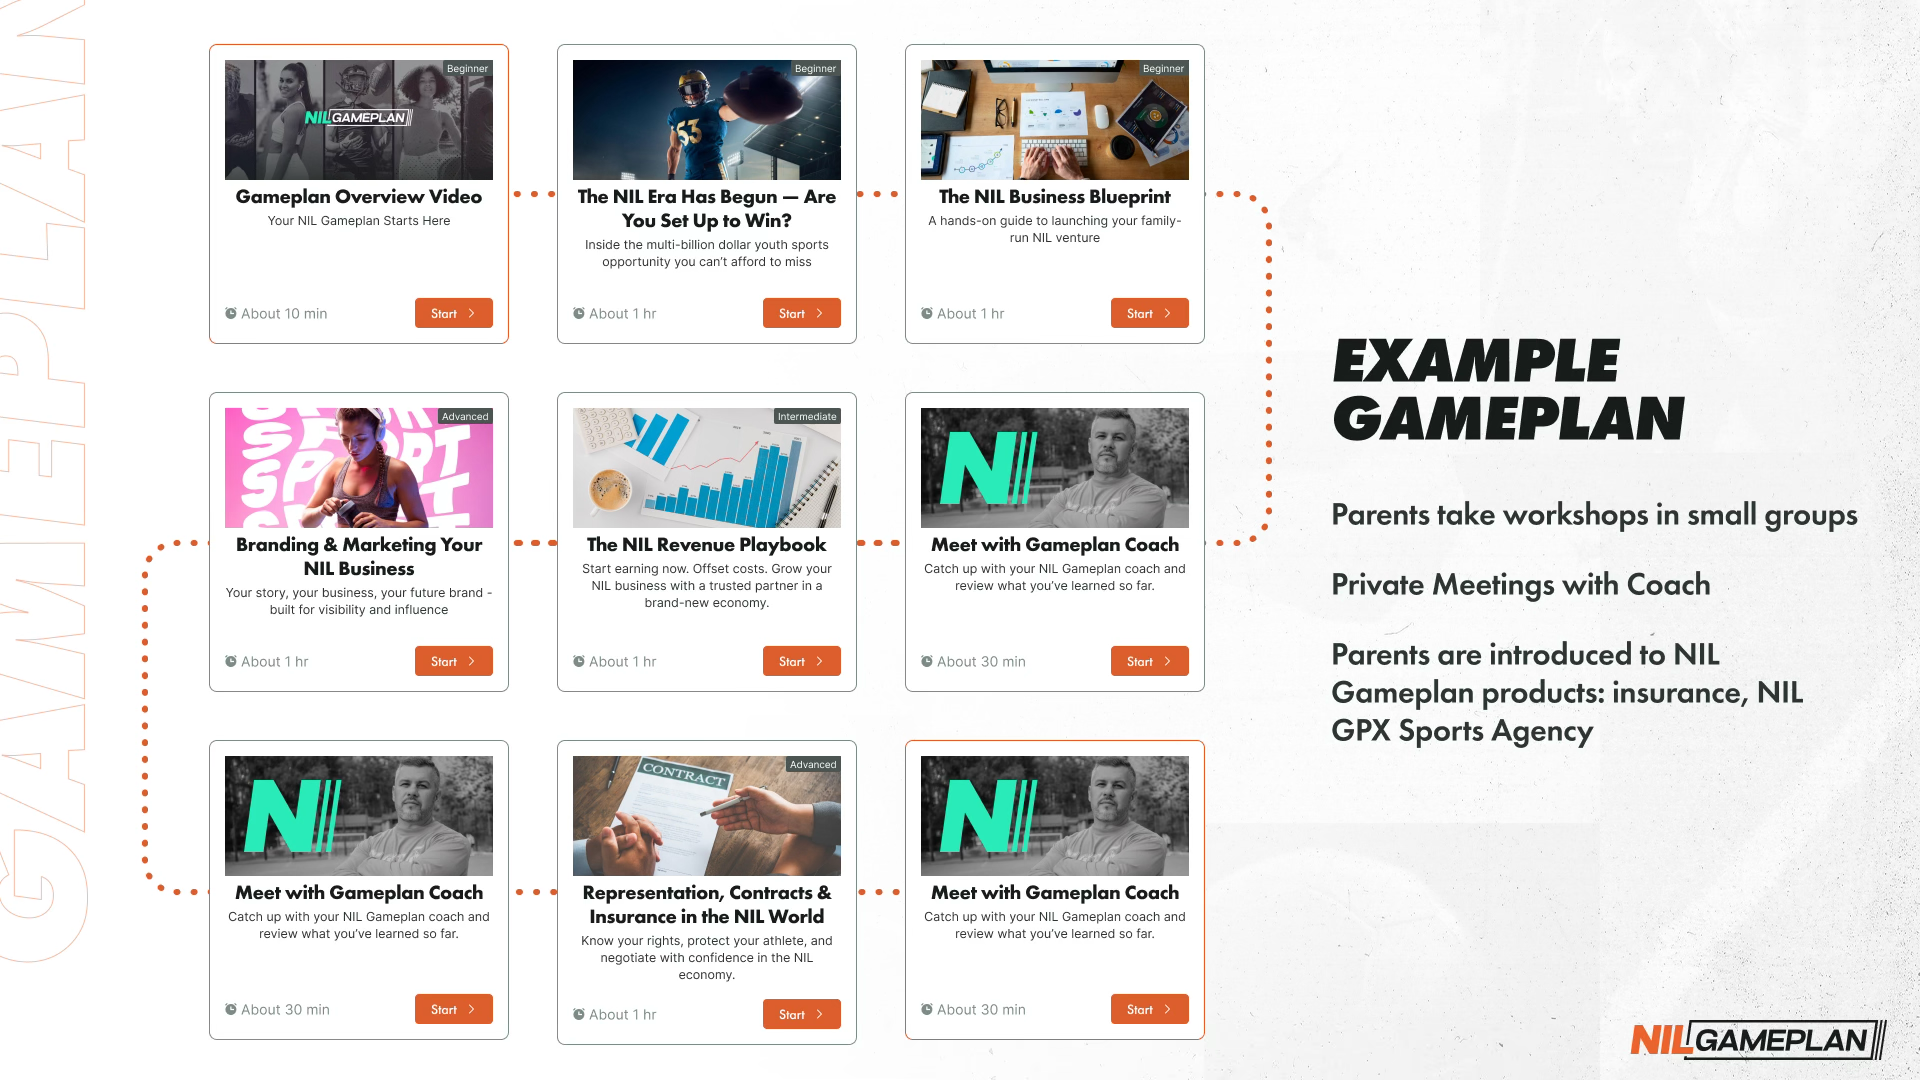 GAMEPLAN
Beginner
NILGAMEPLAN
Gameplan Overview Video
Your NIL Gameplan Starts Here
About 10 min
Start
Beginner
53
The NIL Era Has Begun — Are
You Set Up to Win?
Inside the multi-billion dollar youth sports
opportunity you can't afford to miss
About 1 hr
Start
Beginner
The NIL Business Blueprint
A hands-on guide to launching your family-
run NIL venture
About 1 hr
Start
Advanced
SPORT
SPORT
SPORT
SPORT
Branding & Marketing Your
NIL Business
Your story, your business, your future brand -
built for visibility and influence
About 1 hr
Start
Intermediate
The NIL Revenue Playbook
Start earning now. Offset costs. Grow your
NIL business with a trusted partner in a
brand-new economy.
About 1 hr
Start
N
Meet with Gameplan Coach
Catch up with your NIL Gameplan coach and
review what you've learned so far.
About 30 min
Start
N
Meet with Gameplan Coach
Catch up with your NIL Gameplan coach and
review what you've learned so far.
About 30 min
Start
Advanced
CONTRACT
Representation, Contracts &
Insurance in the NIL World
Know your rights, protect your athlete, and
negotiate with confidence in the NIL
economy.
About 1 hr
Start
N
Meet with Gameplan Coach
Catch up with your NIL Gameplan coach and
review what you've learned so far.
About 30 min
Start
EXAMPLE
GAMEPLAN
Parents take workshops in small groups
Private Meetings with Coach
Parents are introduced to NIL
Gameplan products: insurance, NIL
GPX Sports Agency
NILGAMEPLAN